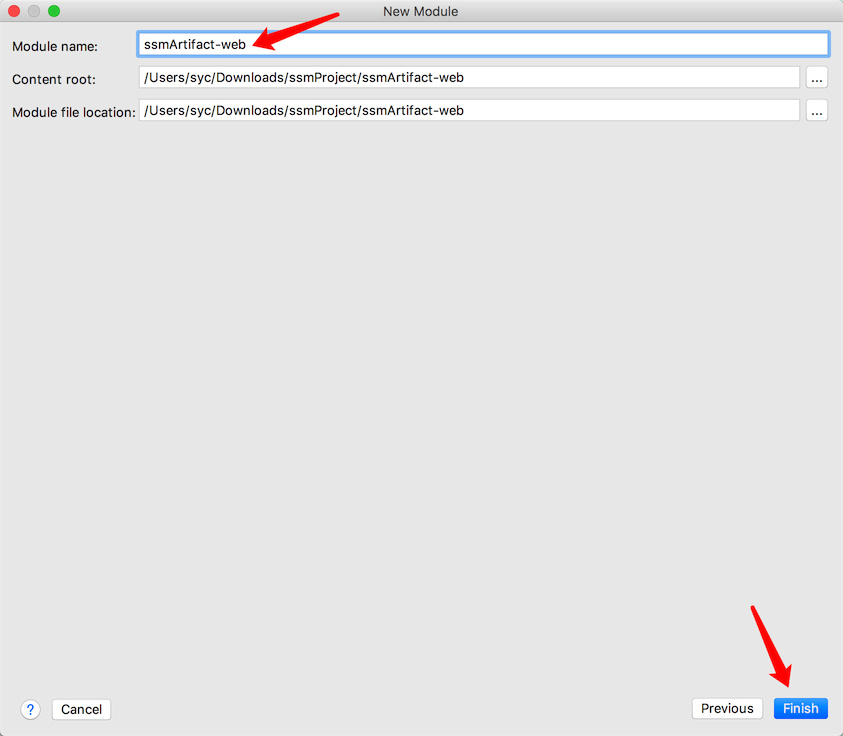 New Module
Module name: ssmArtifact-web
Content root: /Users/syc/Downloads/ssmProject/ssmArtifact-web ...
Module file location: /Users/syc/Downloads/ssmProject/ssmArtifact-web ...
? Cancel Previous Finish